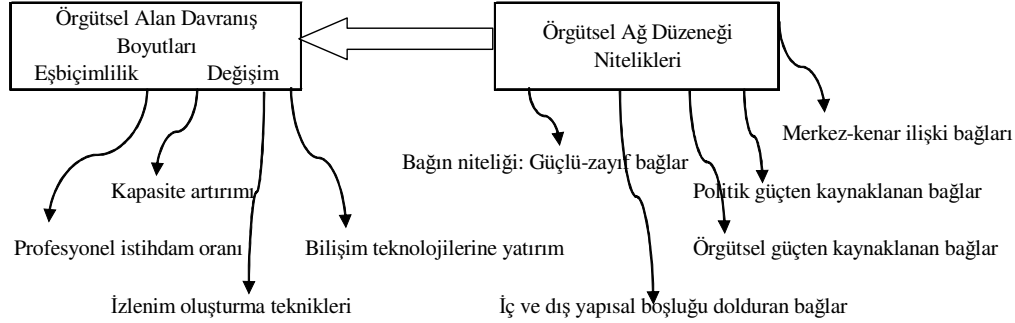 Örgütsel Alan Davranış
Boyutları
Eşbiçimlilik Değişim
Örgütsel Ağ Düzeneği
Nitelikleri
Merkez-kenar ilişki bağları
Bağın niteliği: Güçlü-zayıf bağlar
Kapasite artırımı
Politik güçten kaynaklanan bağlar
Profesyonel istihdam oranı
Bilişim teknolojilerine yatırım
Örgütsel güçten kaynaklanan bağlar
İzlenim oluşturma teknikleri
İç ve dış yapısal boşluğu dolduran bağlar